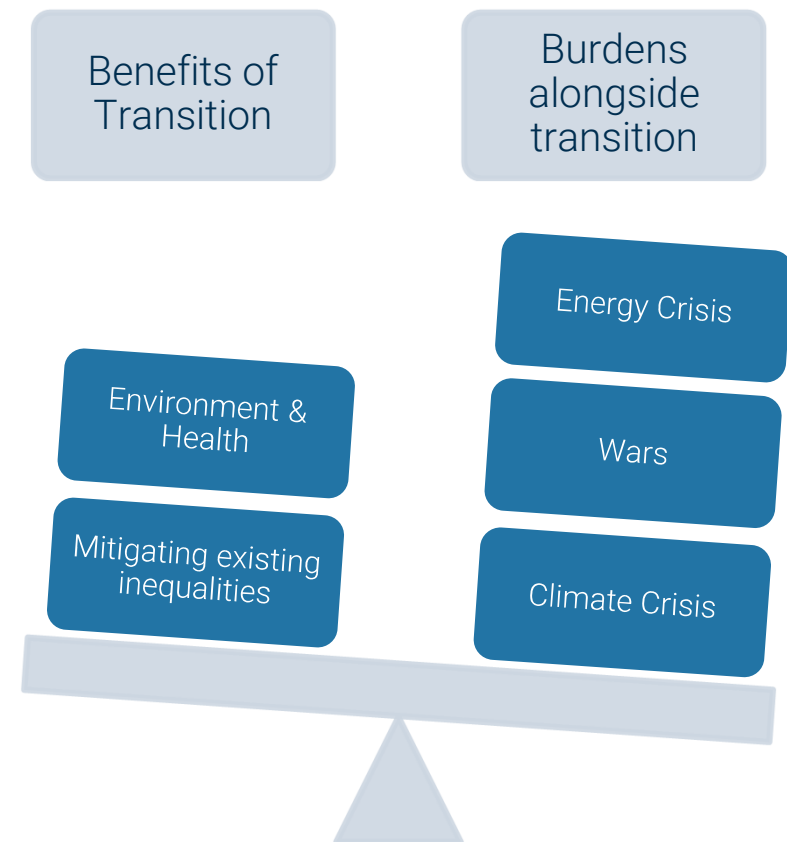 Benefits of
Transition
Burdens
alongside
transition
Environment &
Health
Mitigating existing
inequalities
Energy Crisis
Wars
Climate Crisis